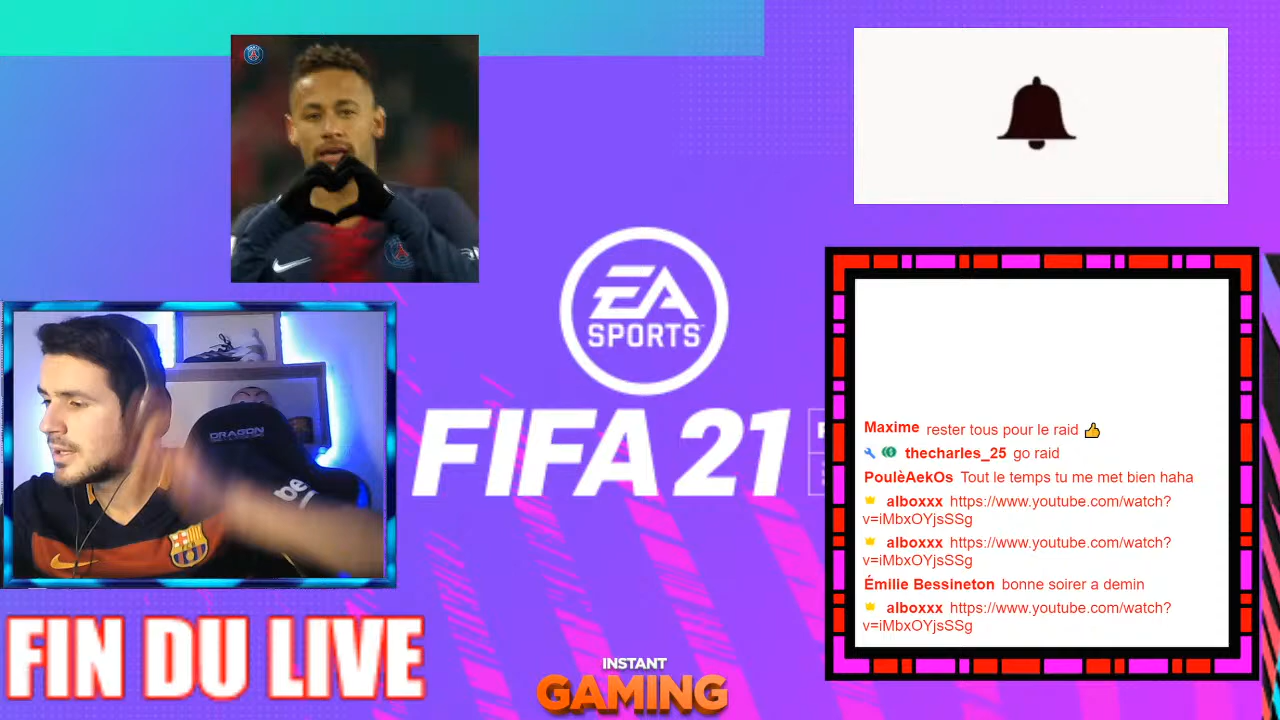 EA
SPORTS
FIFA 21
DRAGON
be
Maxime rester tous pour le raid 👍
thecharles_25 go raid
PoulèAekOs Tout le temps tu me met bien haha
alboxxx https://www.youtube.com/watch?
v=iMbxOYjsSSg
alboxxx https://www.youtube.com/watch?
v=iMbxOYjsSSg
Émilie Bessineton bonne soirer a demin
alboxxx https://www.youtube.com/watch?
v=iMbxOYjsSSg
FIN DU LIVE
INSTANT
GAMING